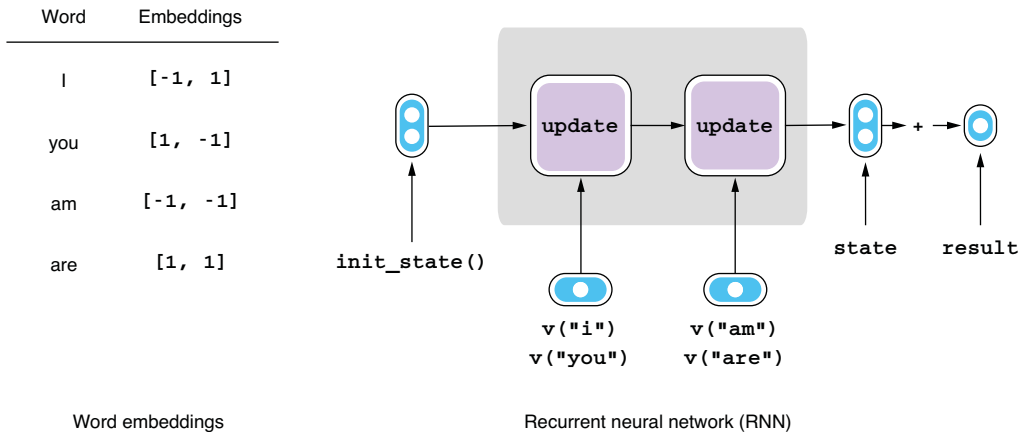 Word Embeddings
I [-1, 1]
you [1, -1]
am [-1, -1]
are [1, 1]
Word embeddings
update update
+
init_state()
state result
v("i") v("am")
v("you") v("are")
Recurrent neural network (RNN)